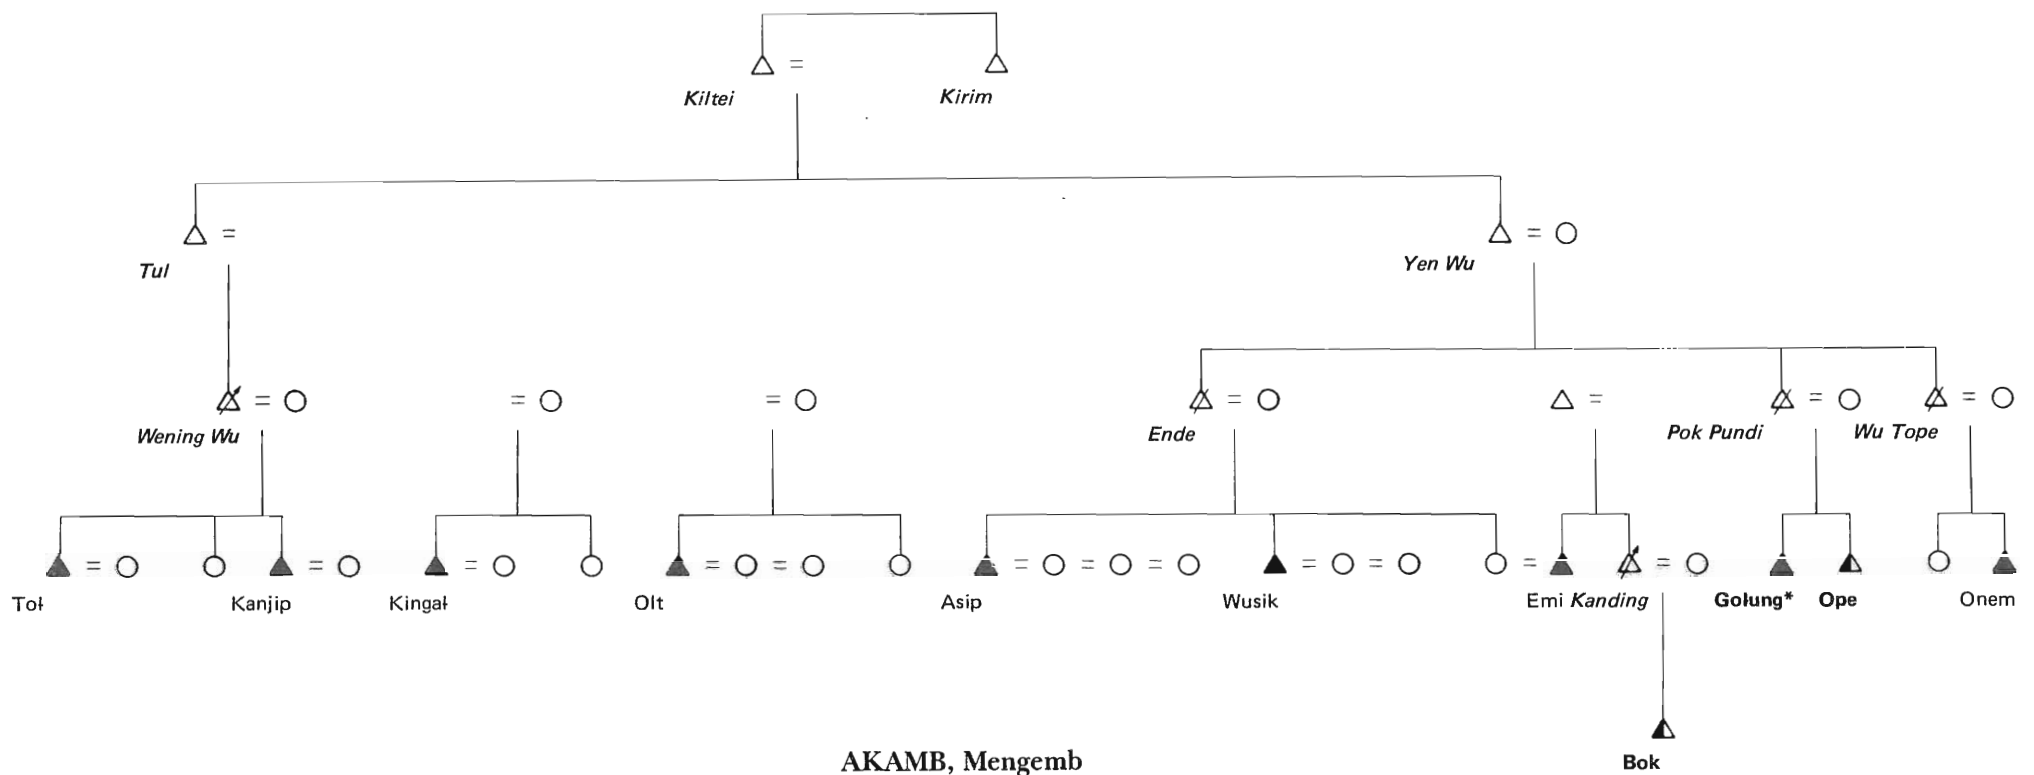 Kiltei Kirim
Tul Yen Wu
Wening Wu Ende Pok Pundi Wu Tope
Toł Kanjip Kingał Olt Asip Wusik Emi Kanding Gołung* Ope Onem
Bok
AKAMB, Mengemb